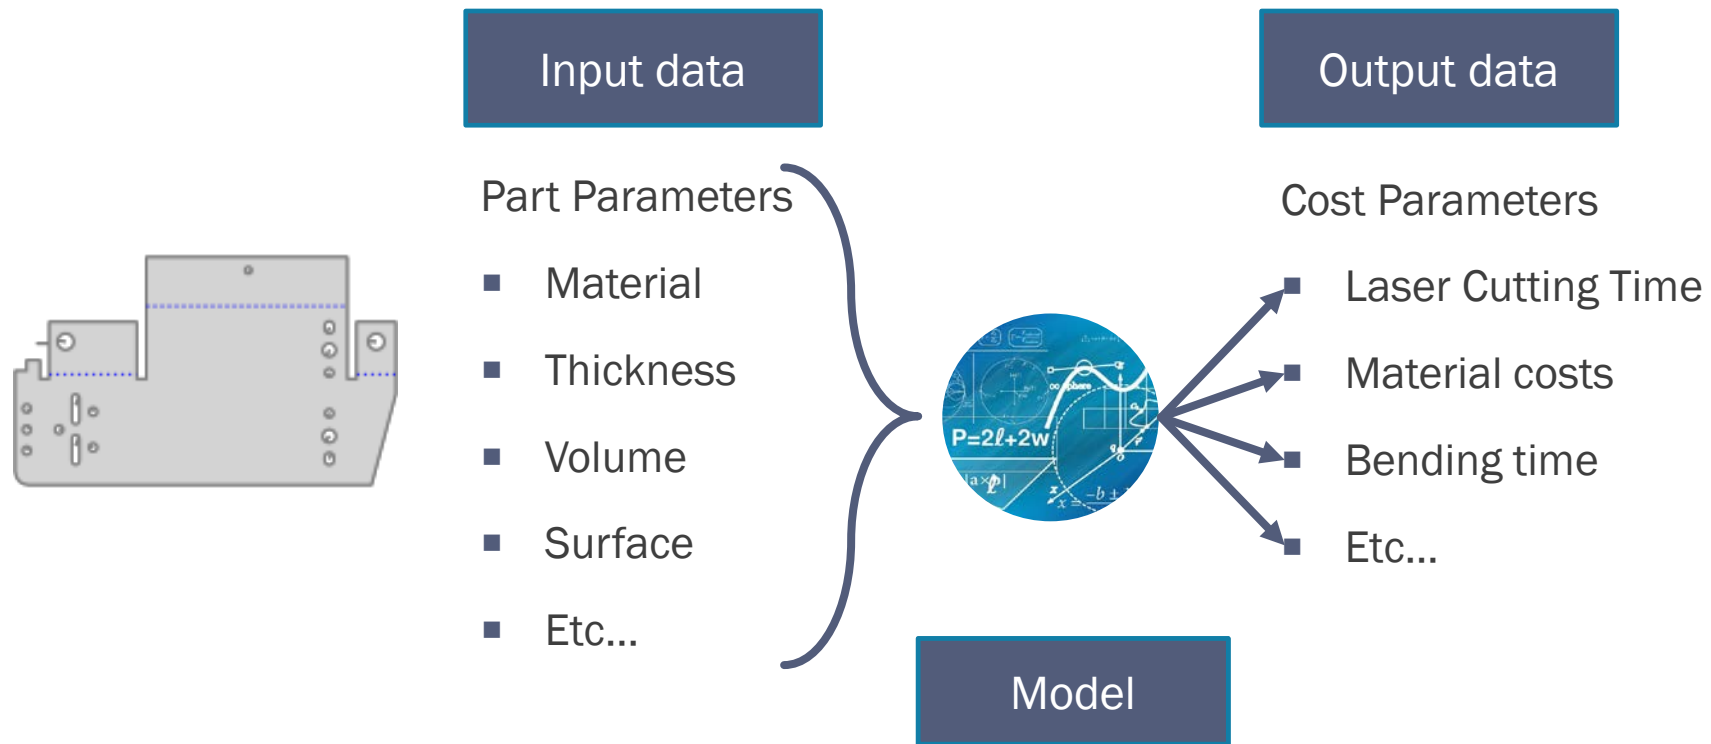 Input data
Output data
Part Parameters
Material
Thickness
Volume
Surface
Etc...
P=2ℓ+2w
Model
Cost Parameters
Laser Cutting Time
Material costs
Bending time
Etc...